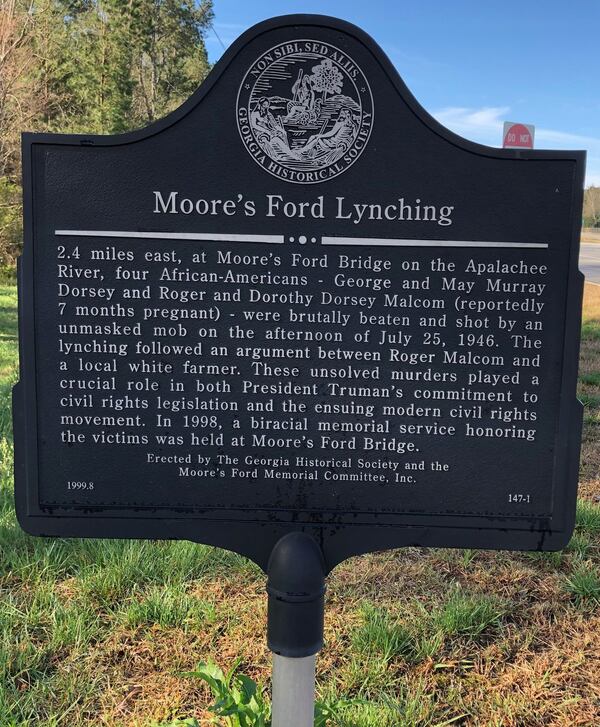 NON SIBI, SED ALIIS.
GEORGIA HISTORICAL SOCIETY
DO NOT
Moore's Ford Lynching
2.4 miles east, at Moore's Ford Bridge on the Apalachee
River, four African-Americans - George and May Murray
Dorsey and Roger and Dorothy Dorsey Malcom (reportedly
7 months pregnant) - were brutally beaten and shot by an
unmasked mob on the afternoon of July 25, 1946. The
lynching followed an argument between Roger Malcom and
a local white farmer. These unsolved murders played a
crucial role in both President Truman's commitment to
civil rights legislation and the ensuing modern civil rights
movement. In 1998, a biracial memorial service honoring
the victims was held at Moore's Ford Bridge.
Erected by The Georgia Historical Society and the
Moore's Ford Memorial Committee, Inc.
1999.8
147-1